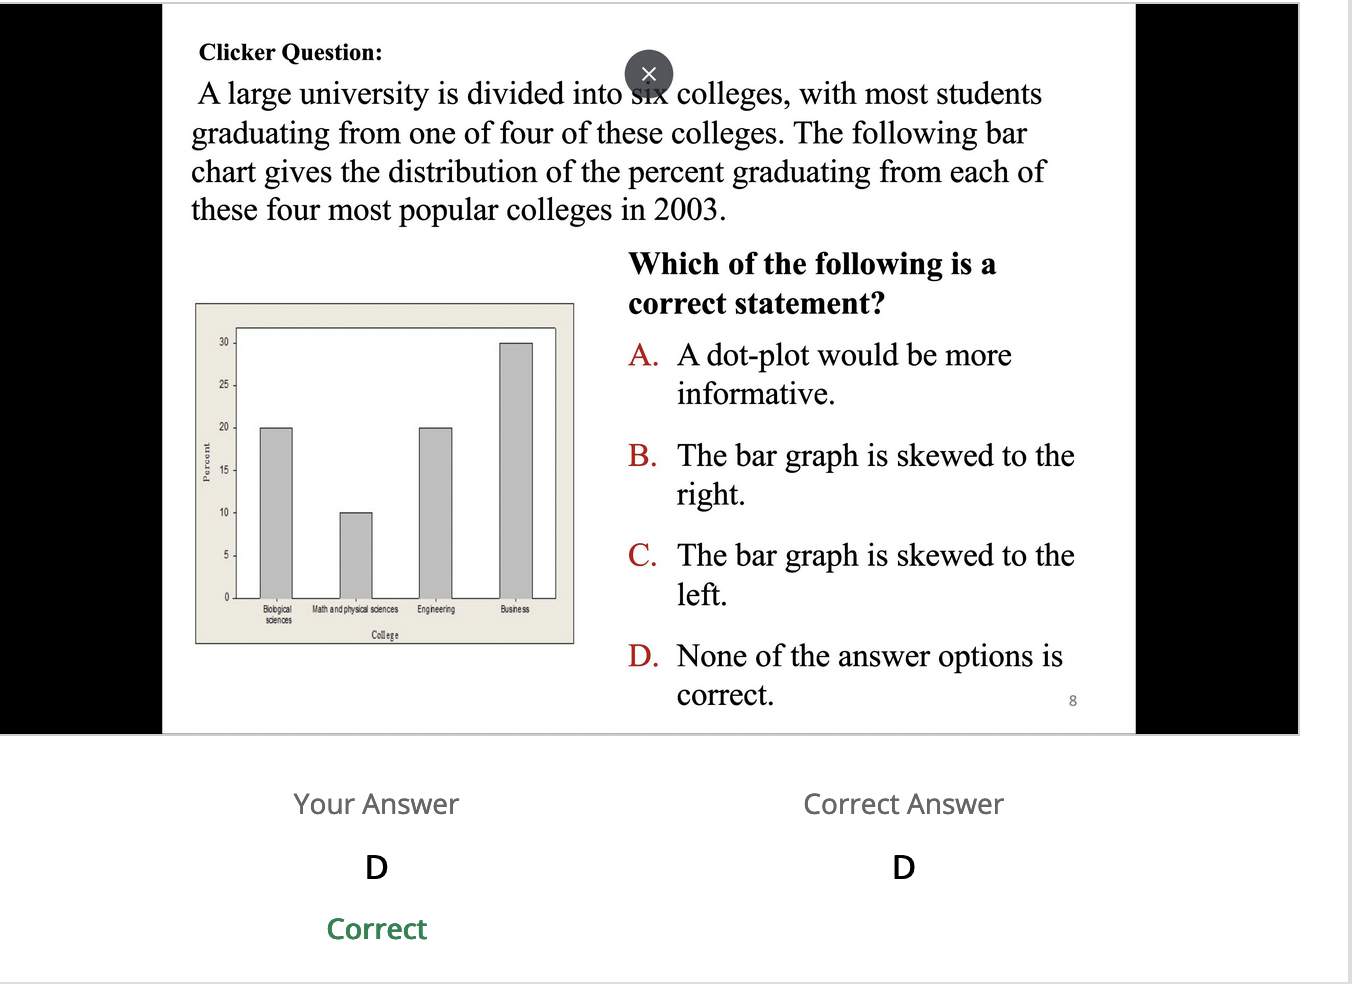 Clicker Question:
A large university is divided into six colleges, with most students
graduating from one of four of these colleges. The following bar
chart gives the distribution of the percent graduating from each of
these four most popular colleges in 2003.
Which of the following is a
correct statement?
A. A dot-plot would be more
informative.
B. The bar graph is skewed to the
right.
C. The bar graph is skewed to the
left.
D. None of the answer options is
correct.
30
25
20
15
10
5
0
Percent
Biological
sciences
Math and physical sciences
Engineering
Business
College
8
Your Answer
Correct Answer
D
D
Correct